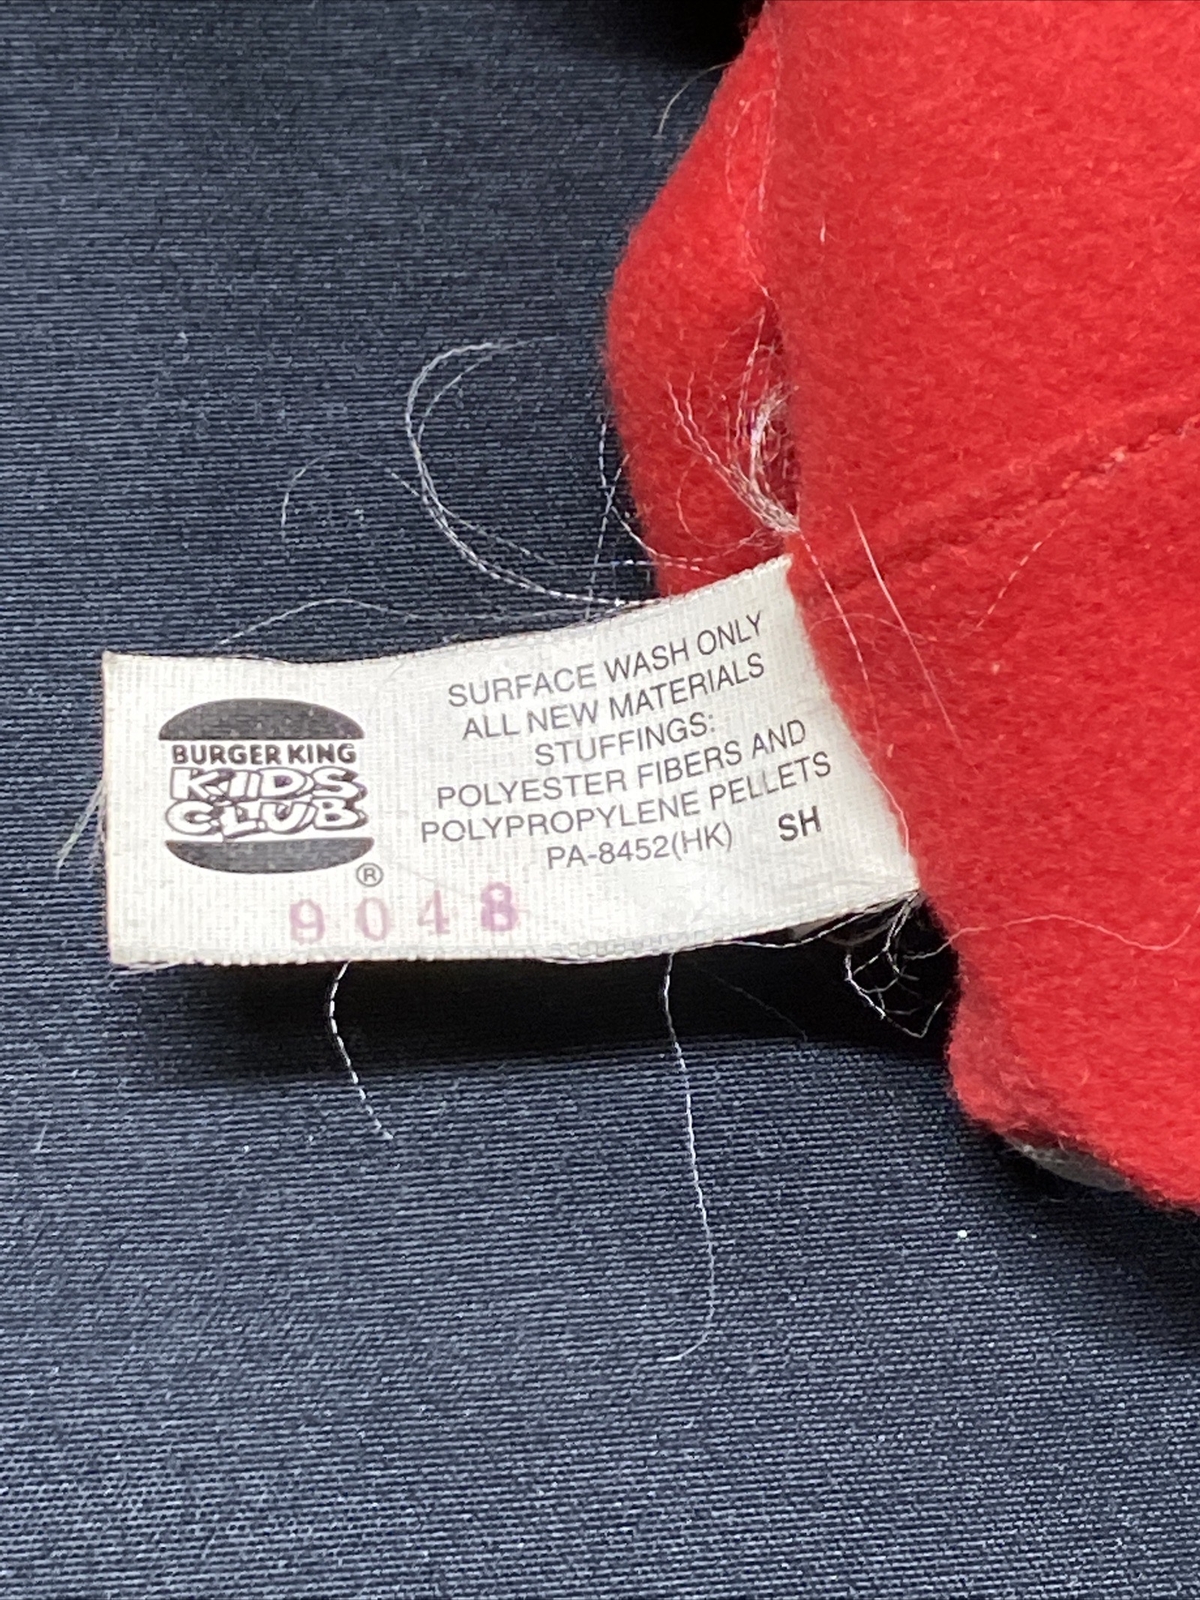 BURGER KING
KIDS
CLUB
®
SURFACE WASH ONLY
ALL NEW MATERIALS
STUFFINGS:
POLYESTER FIBERS AND
POLYPROPYLENE PELLETS
PA-8452(HK) SH
9048